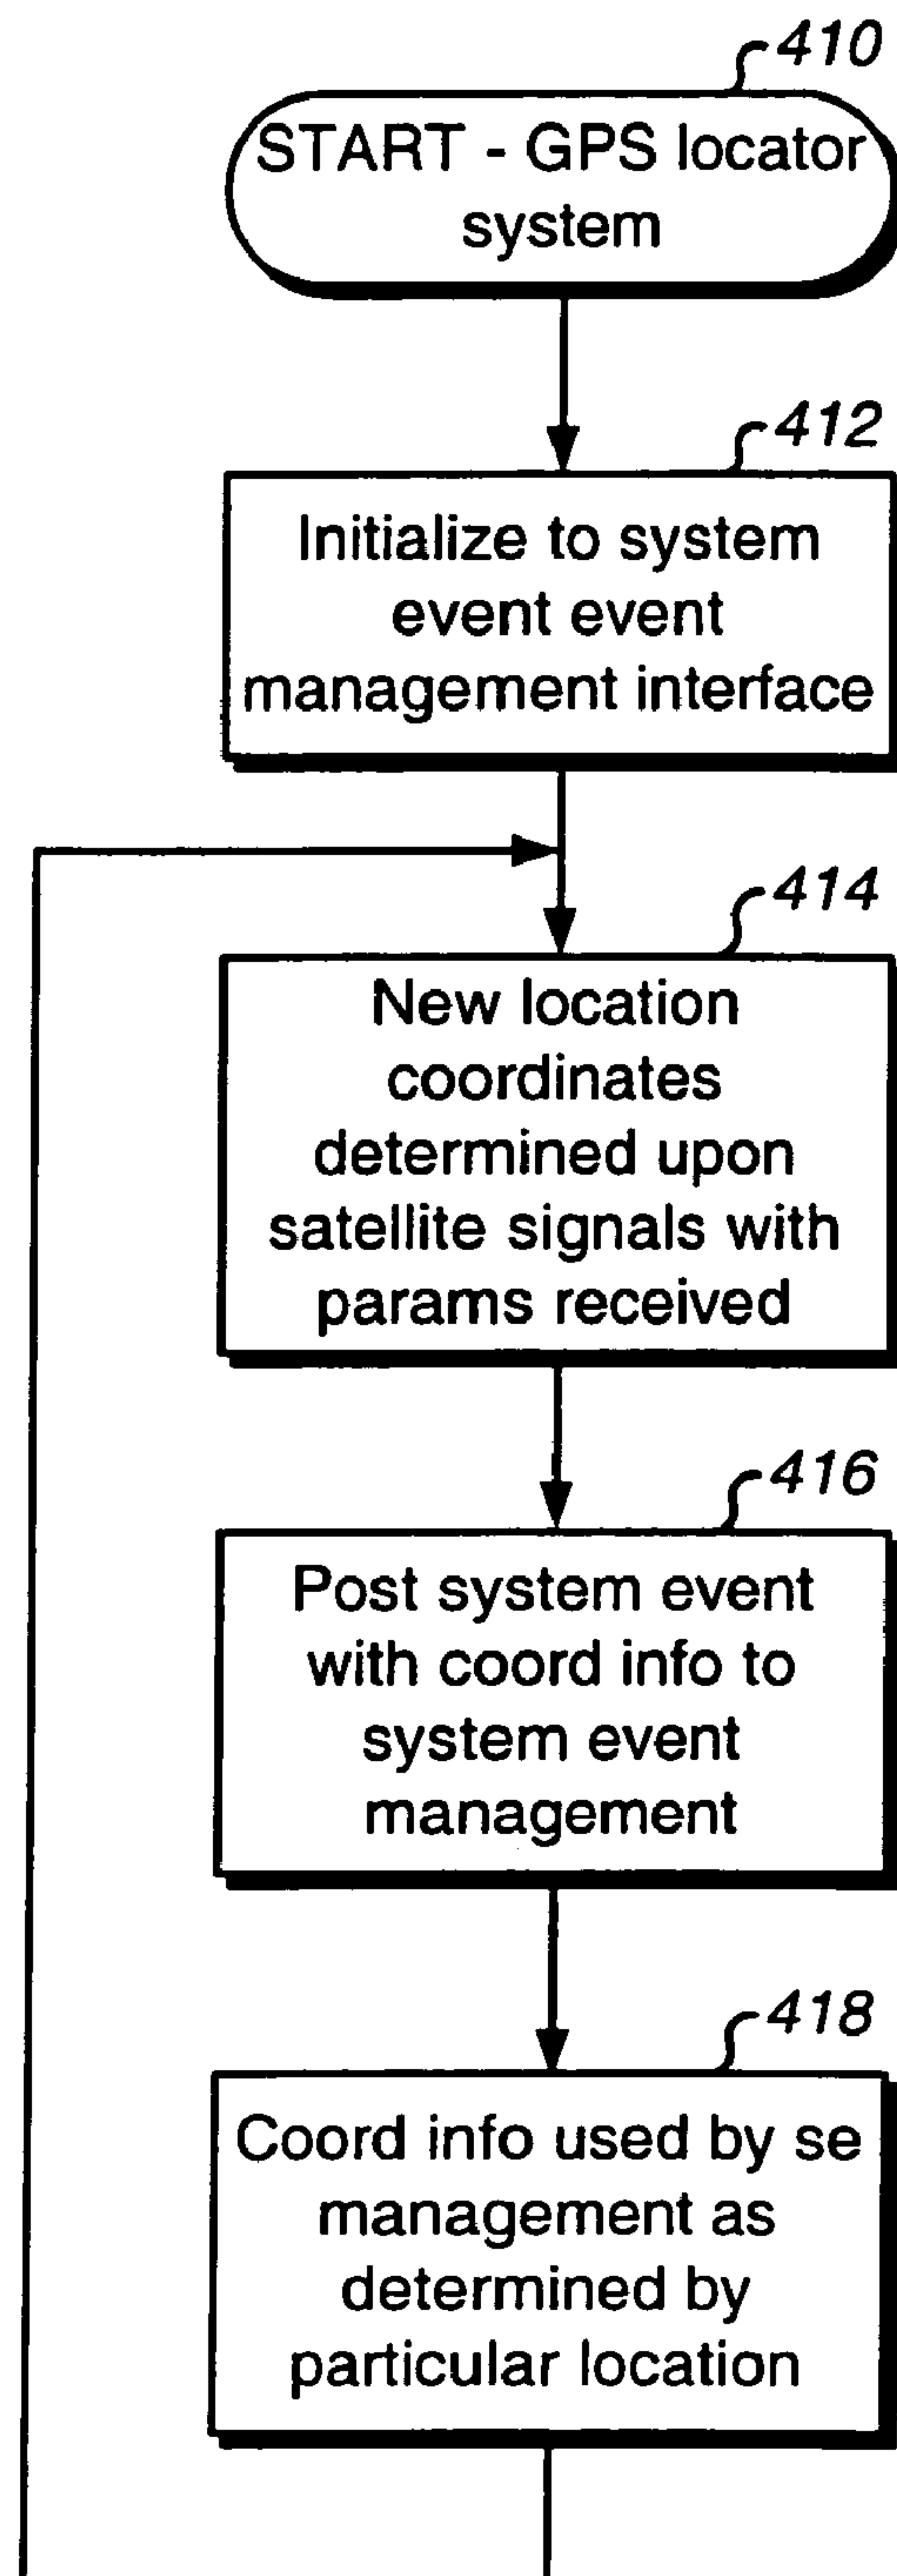 410
START - GPS locator
system
412
Initialize to system
event event
management interface
414
New location
coordinates
determined upon
satellite signals with
params received
416
Post system event
with coord info to
system event
management
418
Coord info used by se
management as
determined by
particular location